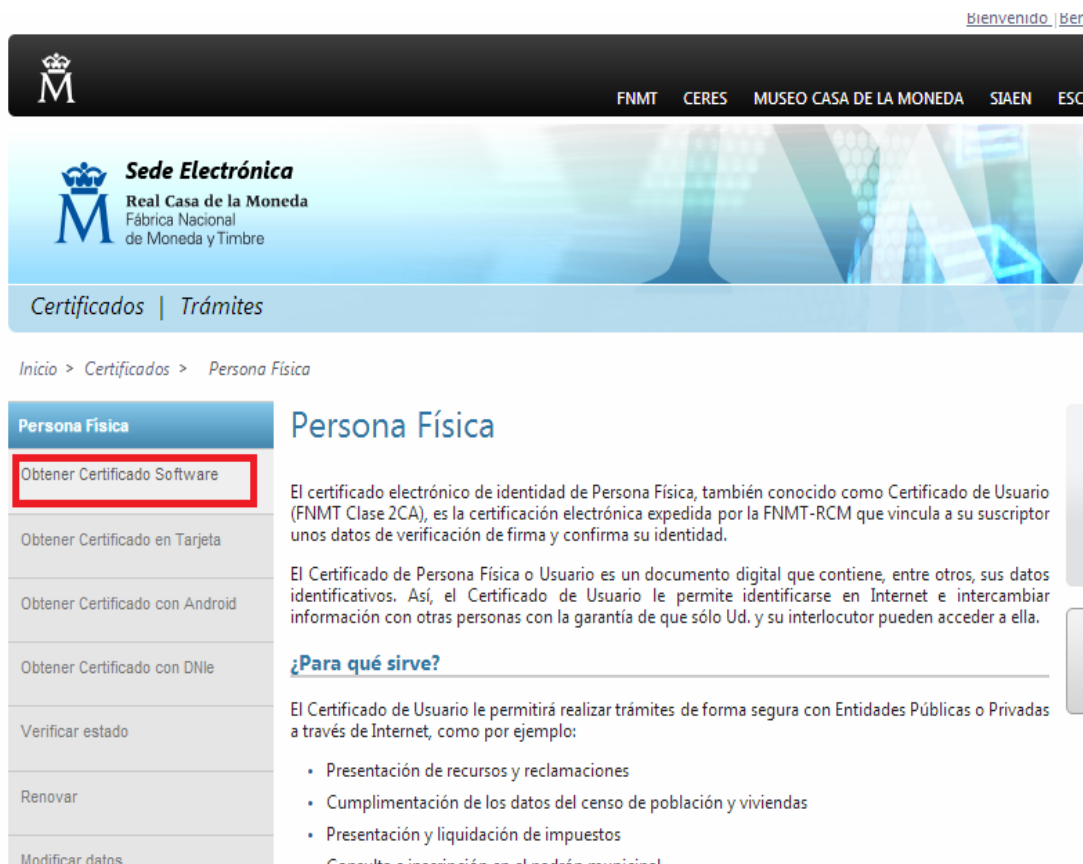 Bienvenido | Ber
FNMT CERES MUSEO CASA DE LA MONEDA SIAEN ESC
Sede Electrónica
Real Casa de la Moneda
Fábrica Nacional
de Moneda y Timbre
Certificados | Trámites
Inicio > Certificados > Persona Física
Persona Física
Obtener Certificado Software
Obtener Certificado en Tarjeta
Obtener Certificado con Android
Obtener Certificado con DNIe
Verificar estado
Renovar
Modificar datos
Persona Física
El certificado electrónico de identidad de Persona Física, también conocido como Certificado de Usuario
(FNMT Clase 2CA), es la certificación electrónica expedida por la FNMT-RCM que vincula a su suscriptor
unos datos de verificación de firma y confirma su identidad.
El Certificado de Persona Física o Usuario es un documento digital que contiene, entre otros, sus datos
identificativos. Así, el Certificado de Usuario le permite identificarse en Internet e intercambiar
información con otras personas con la garantía de que sólo Ud. y su interlocutor pueden acceder a ella.
¿Para qué sirve?
El Certificado de Usuario le permitirá realizar trámites de forma segura con Entidades Públicas o Privadas
a través de Internet, como por ejemplo:
• Presentación de recursos y reclamaciones
• Cumplimentación de los datos del censo de población y viviendas
• Presentación y liquidación de impuestos
Consulta e inscripción en el padrón municipal